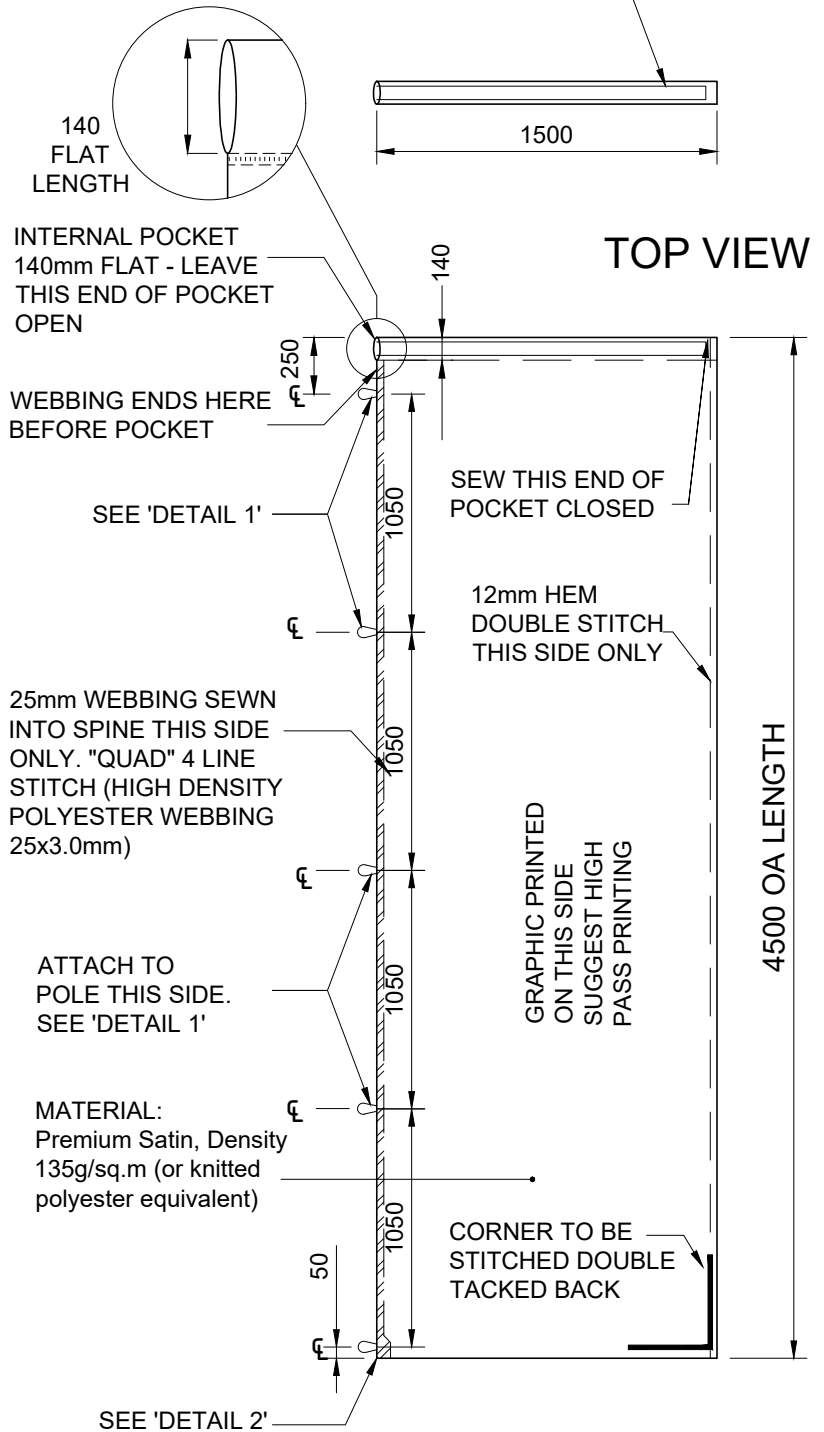 140
FLAT
LENGTH
1500
TOP VIEW
INTERNAL POCKET
140mm FLAT - LEAVE
THIS END OF POCKET
OPEN
140
250
℄
WEBBING ENDS HERE
BEFORE POCKET
SEE 'DETAIL 1'
1050
SEW THIS END OF
POCKET CLOSED
℄
12mm HEM
DOUBLE STITCH
THIS SIDE ONLY
25mm WEBBING SEWN
INTO SPINE THIS SIDE
ONLY. "QUAD" 4 LINE
STITCH (HIGH DENSITY
POLYESTER WEBBING
25x3.0mm)
1050
4500 OA LENGTH
GRAPHIC PRINTED
ON THIS SIDE
SUGGEST HIGH
PASS PRINTING
℄
ATTACH TO
POLE THIS SIDE.
SEE 'DETAIL 1'
1050
℄
MATERIAL:
Premium Satin, Density
135g/sq.m (or knitted
polyester equivalent)
1050
CORNER TO BE
STITCHED DOUBLE
TACKED BACK
50
℄
SEE 'DETAIL 2'